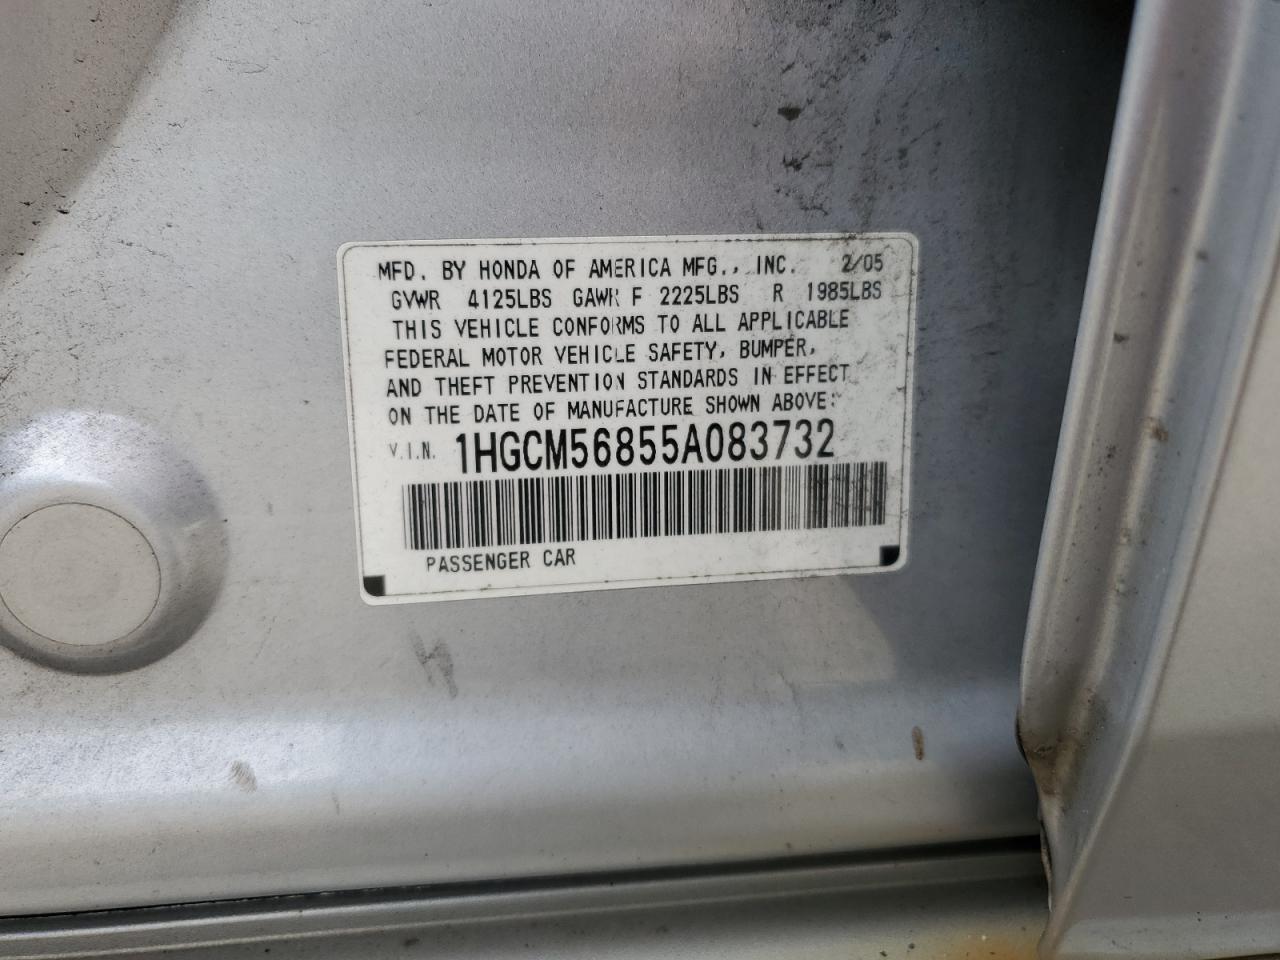 MFD. BY HONDA OF AMERICA MFG., INC. 2/05
GVWR 4125LBS GAWR F 2225LBS R 1985LBS
THIS VEHICLE CONFORMS TO ALL APPLICABLE
FEDERAL MOTOR VEHICLE SAFETY, BUMPER,
AND THEFT PREVENTION STANDARDS IN EFFECT
ON THE DATE OF MANUFACTURE SHOWN ABOVE:
V.I.N. 1HGCM56855A083732
PASSENGER CAR